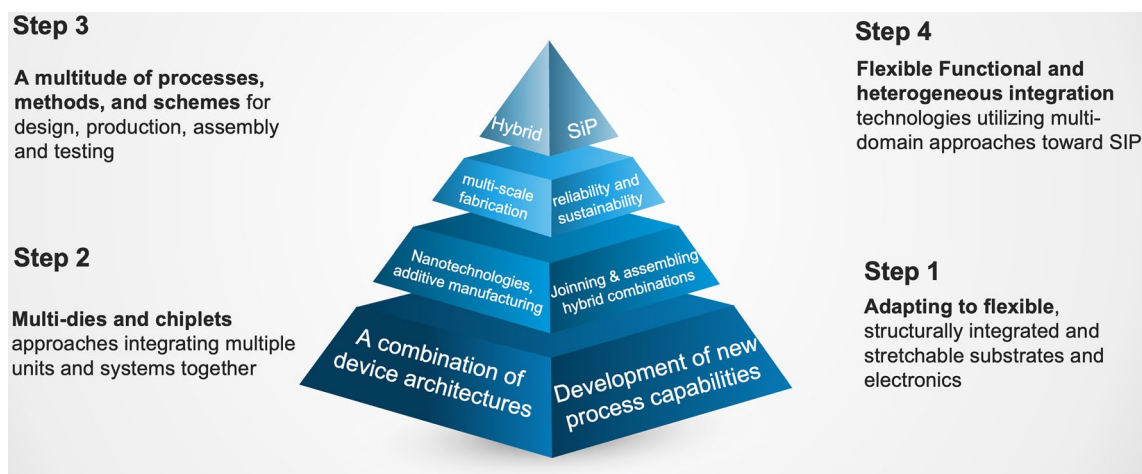 Step 3
A multitude of processes,
methods, and schemes for
design, production, assembly
and testing
Step 2
Multi-dies and chiplets
approaches integrating multiple
units and systems together
Hybrid
SiP
multi-scale
fabrication
reliability and
sustainability
Nanotechnologies,
additive manufacturing
Joinning & assembling
hybrid combinations
A combination of
device architectures
Development of new
process capabilities
Step 4
Flexible Functional and
heterogeneous integration
technologies utilizing multi-
domain approaches toward SIP
Step 1
Adapting to flexible,
structurally integrated and
stretchable substrates and
electronics